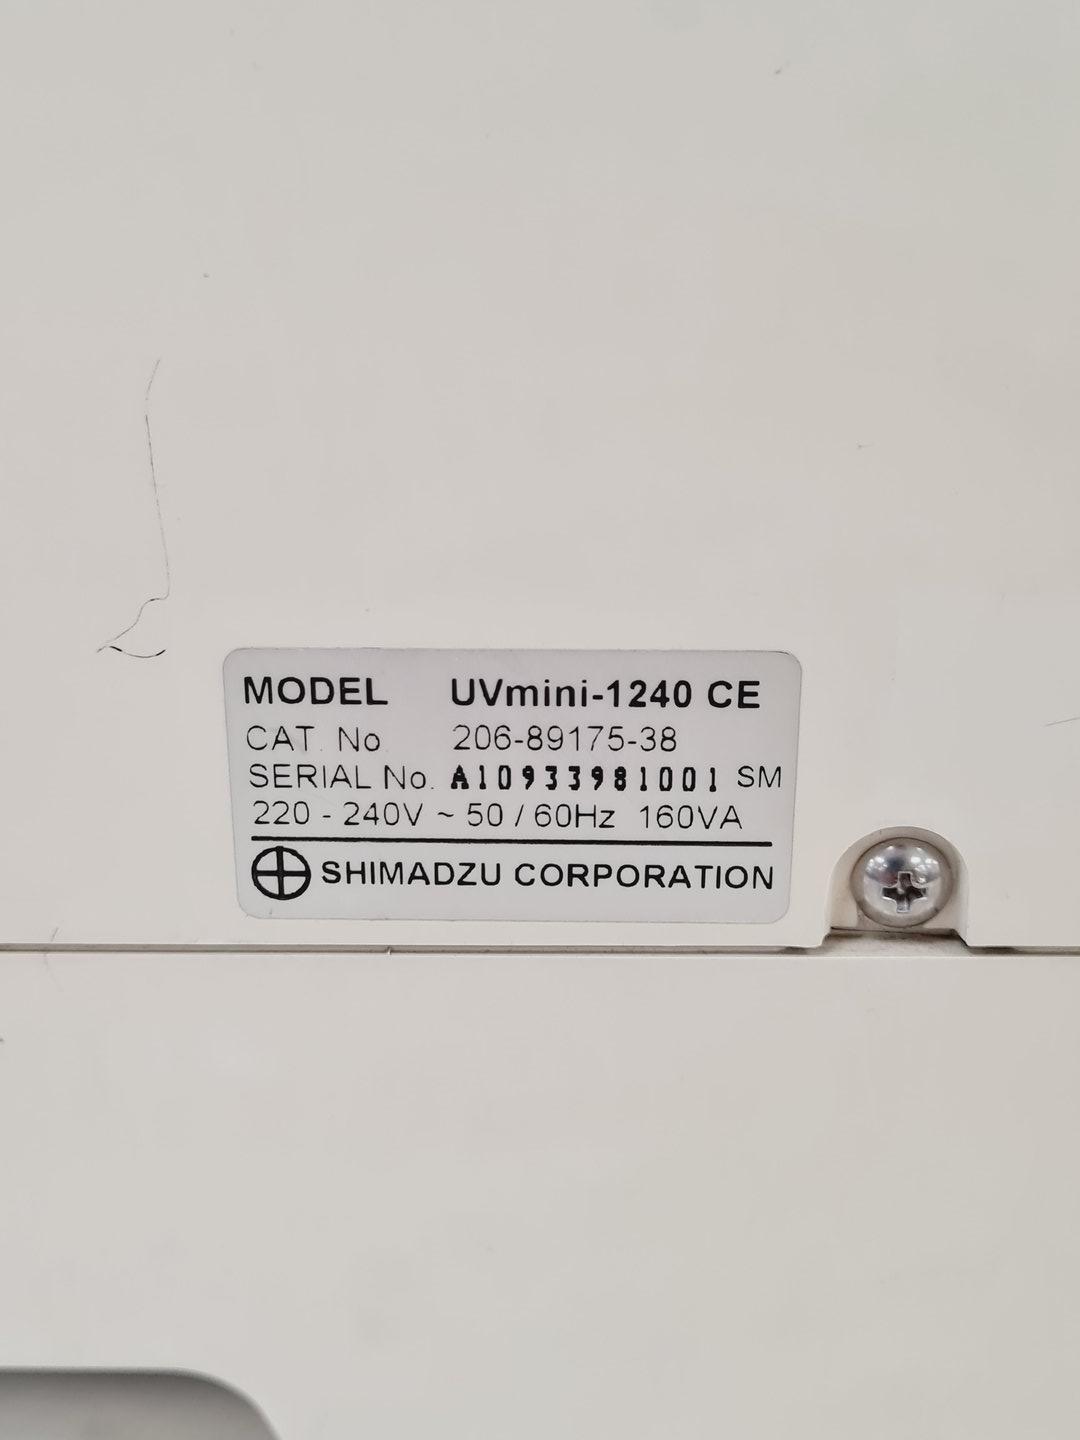 MODEL UVmini-1240 CE
CAT. No 206-89175-38
SERIAL No. A10933981001 SM
220 - 240V ~ 50 / 60Hz 160VA
SHIMADZU CORPORATION